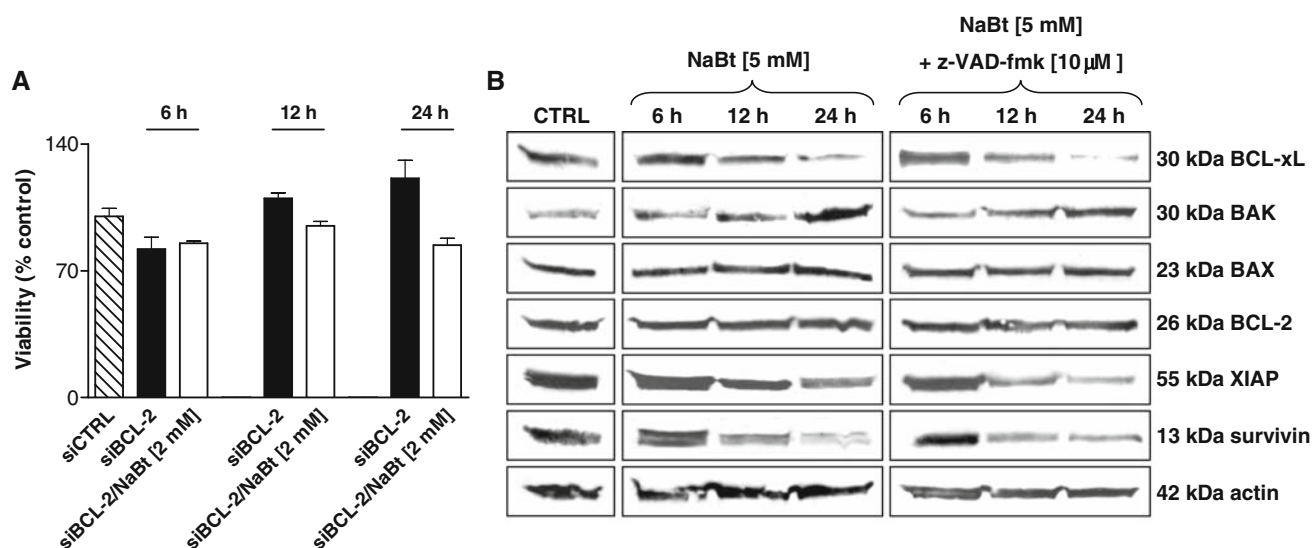 A
6 h
12 h
24 h
140
70
0
Viability (% control)
siCTRL
siBCL-2
siBCL-2/NaBt [2 mM]
siBCL-2
siBCL-2/NaBt [2 mM]
siBCL-2
siBCL-2/NaBt [2 mM]
B
NaBt [5 mM]
NaBt [5 mM]
+ z-VAD-fmk [10 µM ]
CTRL
6 h
12 h
24 h
6 h
12 h
24 h
30 kDa BCL-xL
30 kDa BAK
23 kDa BAX
26 kDa BCL-2
55 kDa XIAP
13 kDa survivin
42 kDa actin